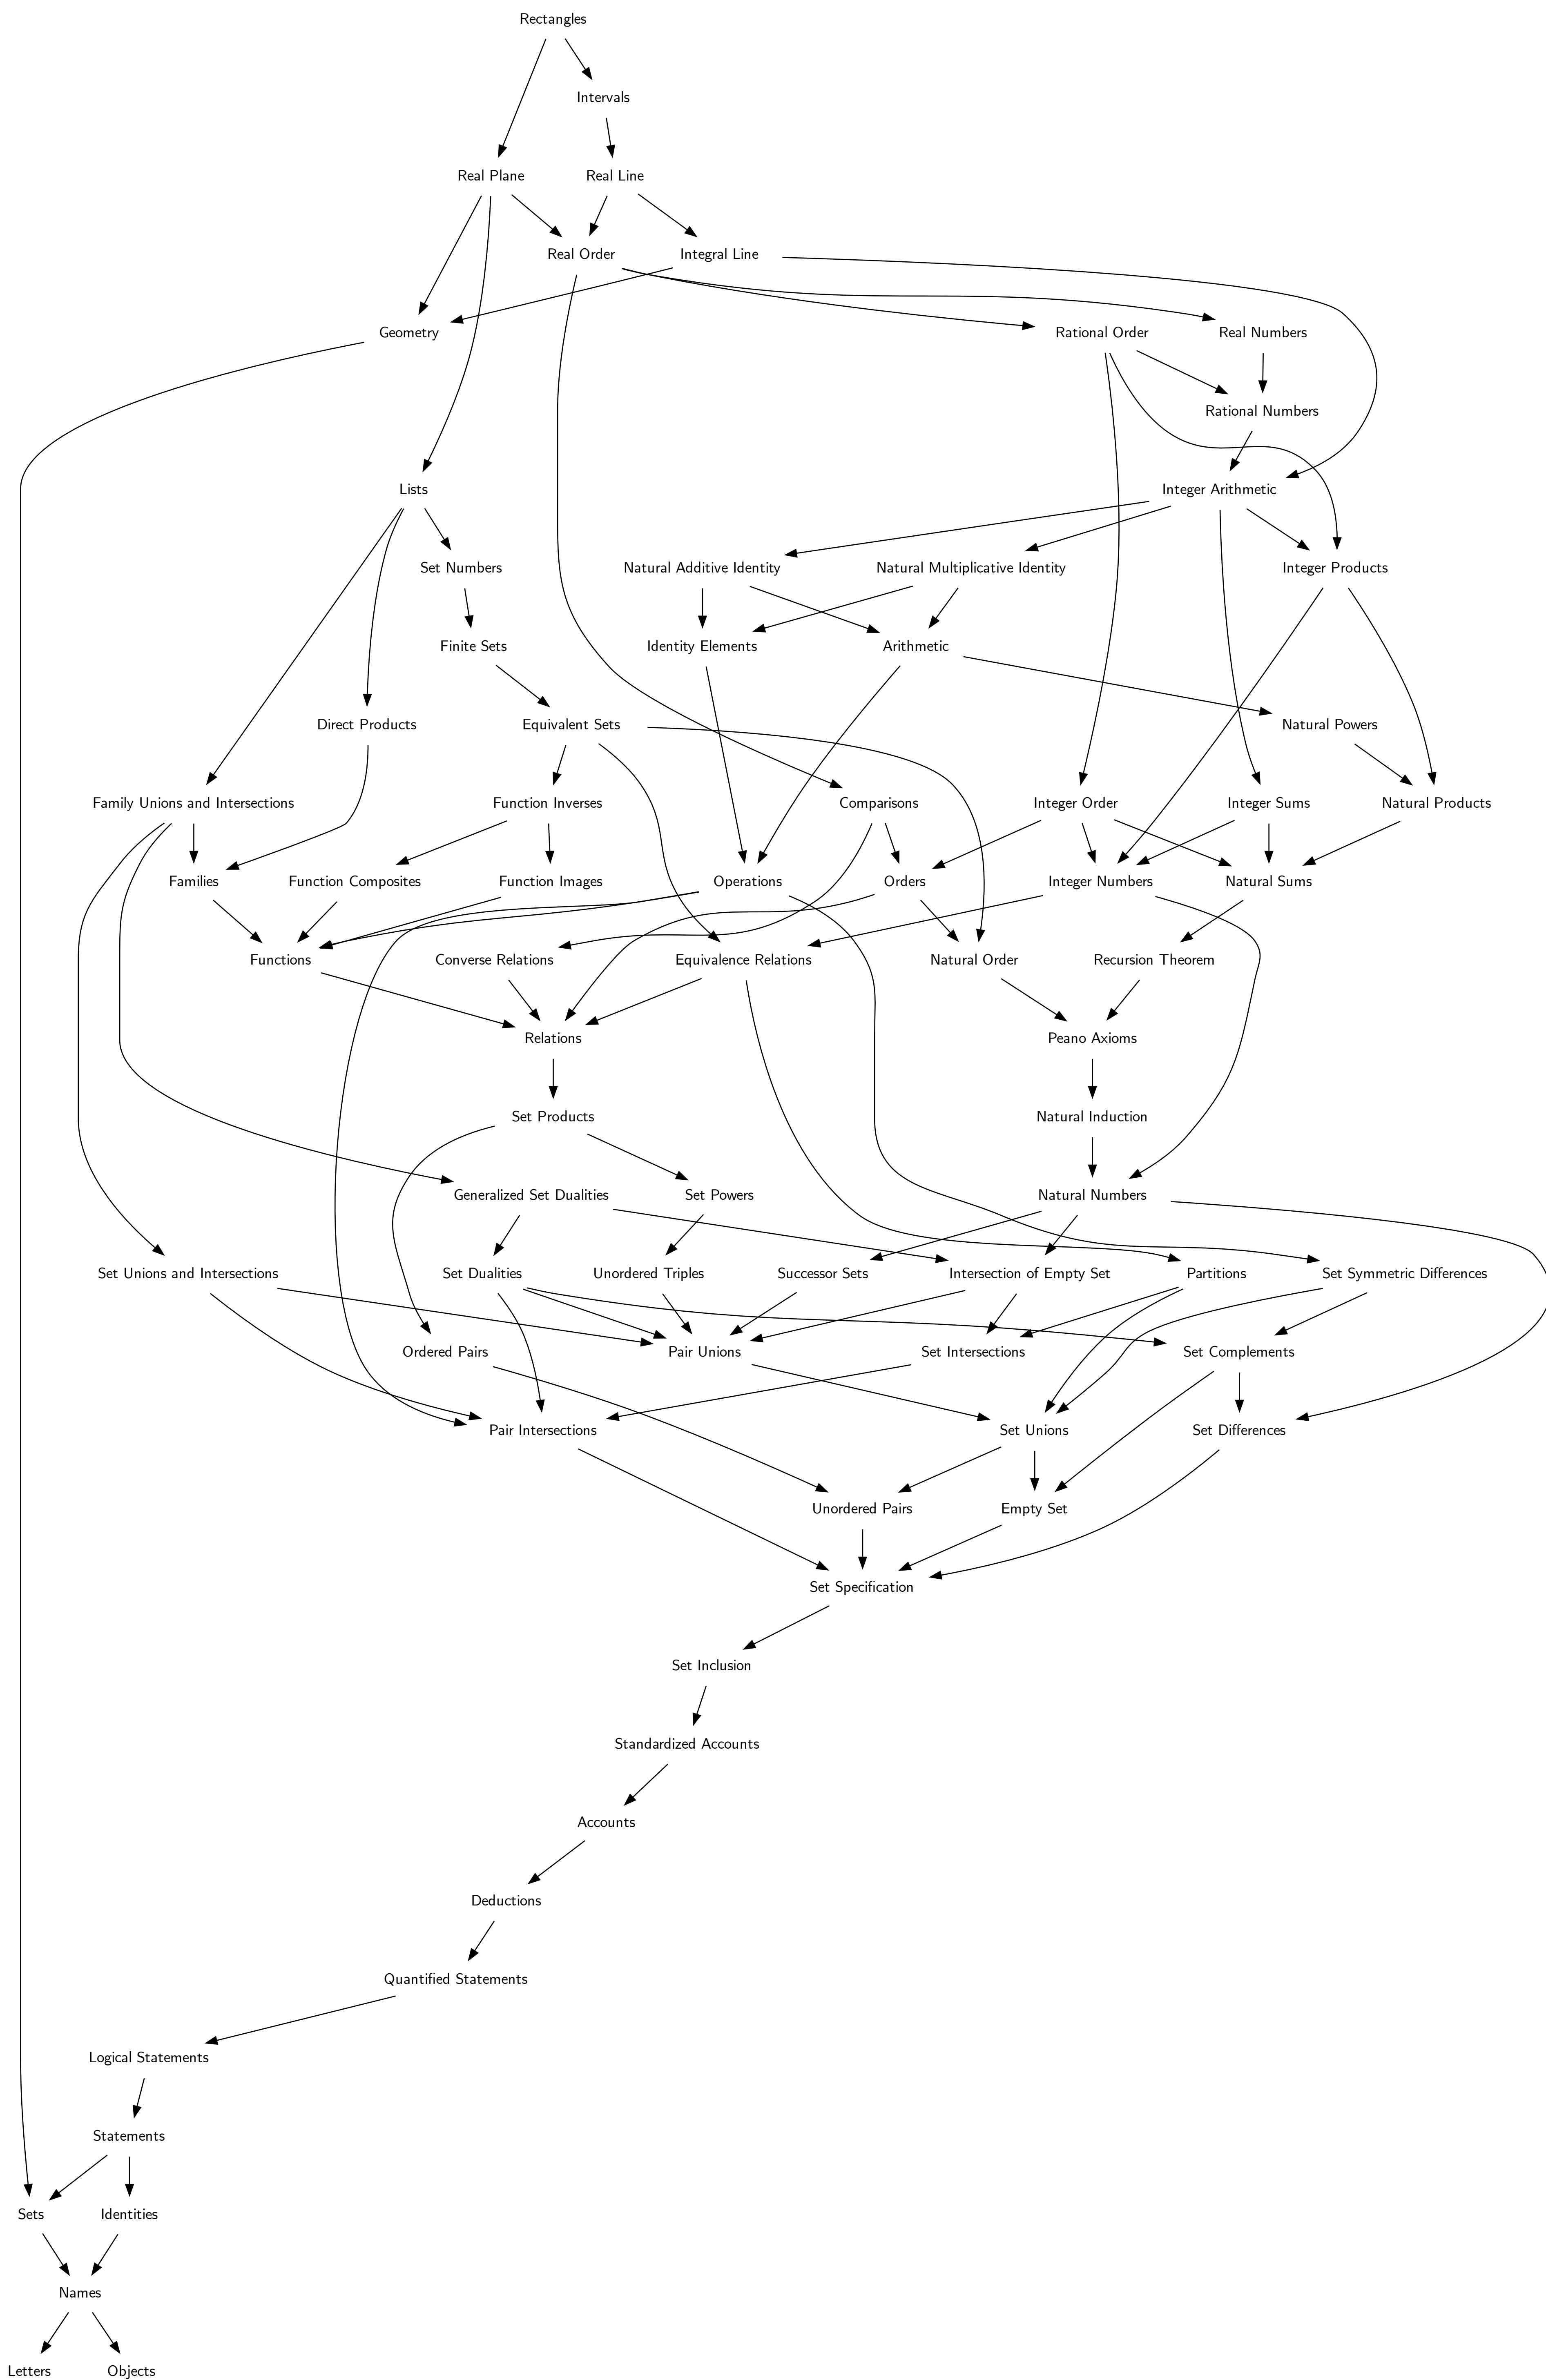 Rectangles
Intervals
Real Plane
Real Line
Real Order
Integral Line
Geometry
Rational Order
Real Numbers
Rational Numbers
Lists
Integer Arithmetic
Set Numbers
Natural Additive Identity
Natural Multiplicative Identity
Integer Products
Finite Sets
Identity Elements
Arithmetic
Direct Products
Equivalent Sets
Natural Powers
Family Unions and Intersections
Function Inverses
Comparisons
Integer Order
Integer Sums
Natural Products
Families
Function Composites
Function Images
Operations
Orders
Integer Numbers
Natural Sums
Functions
Converse Relations
Equivalence Relations
Natural Order
Recursion Theorem
Relations
Peano Axioms
Set Products
Natural Induction
Generalized Set Dualities
Set Powers
Natural Numbers
Set Unions and Intersections
Set Dualities
Unordered Triples
Successor Sets
Intersection of Empty Set
Partitions
Set Symmetric Differences
Ordered Pairs
Pair Unions
Set Intersections
Set Complements
Pair Intersections
Set Unions
Set Differences
Unordered Pairs
Empty Set
Set Specification
Set Inclusion
Standardized Accounts
Accounts
Deductions
Quantified Statements
Logical Statements
Statements
Sets
Identities
Names
Letters
Objects